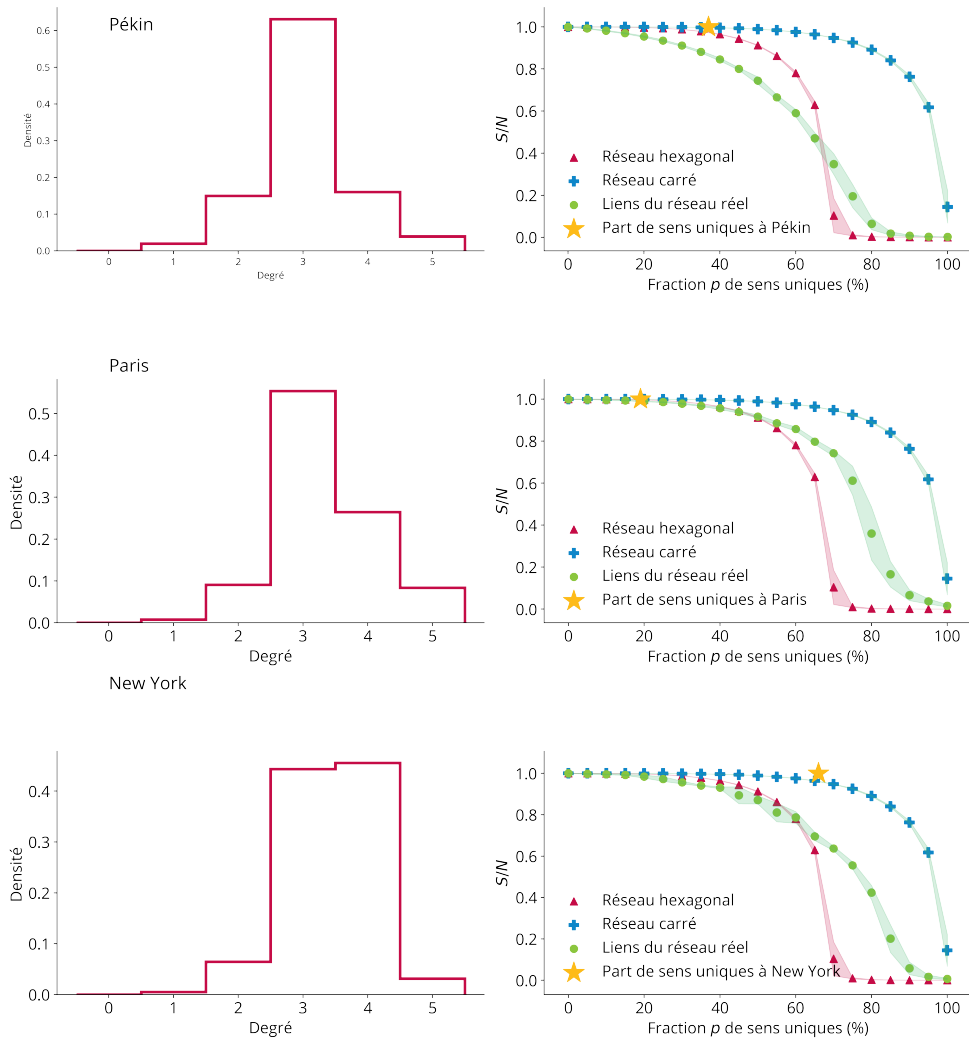 Pékin
0.6
0.5
0.4
0.3
0.2
0.1
0.0
Densité
0 1 2 3 4 5
Degré
1.0
0.8
0.6
0.4
0.2
0.0
S/N
Réseau hexagonal
Réseau carré
Liens du réseau réel
Part de sens uniques à Pékin
0 20 40 60 80 100
Fraction p de sens uniques (%)
Paris
0.5
0.4
0.3
0.2
0.1
0.0
Densité
0 1 2 3 4 5
Degré
1.0
0.8
0.6
0.4
0.2
0.0
S/N
Réseau hexagonal
Réseau carré
Liens du réseau réel
Part de sens uniques à Paris
0 20 40 60 80 100
Fraction p de sens uniques (%)
New York
0.4
0.3
0.2
0.1
0.0
Densité
0 1 2 3 4 5
Degré
1.0
0.8
0.6
0.4
0.2
0.0
S/N
Réseau hexagonal
Réseau carré
Liens du réseau réel
Part de sens uniques à New York
0 20 40 60 80 100
Fraction p de sens uniques (%)